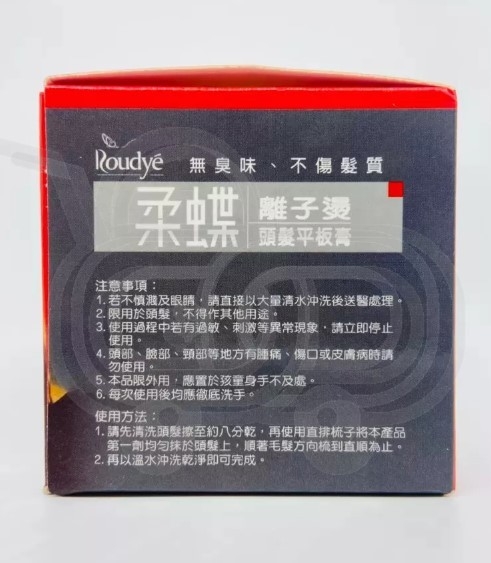 Roudyé 無臭味、不傷髮質
柔蝶 離子燙
頭髮平板膏
注意事項：
1. 若不慎濺及眼睛，請直接以大量清水沖洗後送醫處理。
2. 限用於頭髮，不得作其他用途。
3. 使用過程中若有過敏、刺激等異常現象，請立即停止
使用。
4. 頭部、臉部、頸部等地方有腫痛、傷口或皮膚病時請
勿使用。
5. 本品限外用，應置於孩童身手不及處。
6. 每次使用後均應徹底洗手。
使用方法：
1. 請先清洗頭髮擦至約八分乾，再使用直排梳子將本產品
第一劑均勻抹於頭髮上，順著毛髮方向梳到直順為止。
2. 再以溫水沖洗乾淨即可完成。